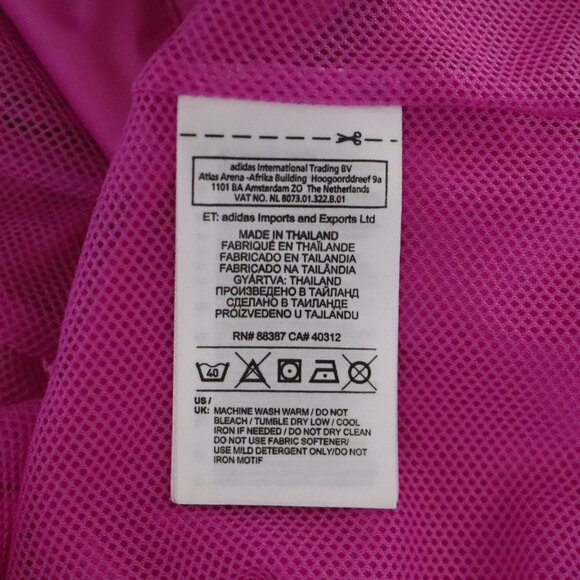 adidas International Trading BV
Atlas Arena -Afrika Building Hoogoorddreef 9a
1101 BA Amsterdam ZO The Netherlands
VAT NO. NL 8073.01.322.B.01
ET: adidas Imports and Exports Ltd
MADE IN THAILAND
FABRIQUÉ EN THAÏLANDE
FABRICADO EN TAILANDIA
FABRICADO NA TAILÂNDIA
GYÁRTVA: THAILAND
ПРОИЗВЕДЕНО В ТАЙЛАНД
СДЕЛАНО В ТАИЛАНДЕ
PROIZVEDENO U TAJLANDU
RN# 88387 CA# 40312
40
US /
UK: MACHINE WASH WARM / DO NOT
BLEACH / TUMBLE DRY LOW / COOL
IRON IF NEEDED / DO NOT DRY CLEAN
DO NOT USE FABRIC SOFTENER/
USE MILD DETERGENT ONLY/DO NOT
IRON MOTIF